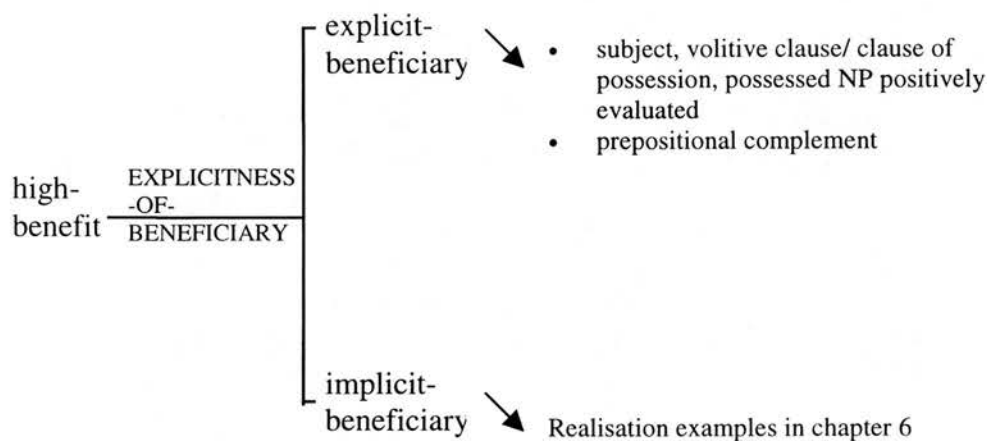 explicit-
beneficiary
• subject, volitive clause/ clause of
possession, possessed NP positively
evaluated
• prepositional complement
high-
benefit
EXPLICITNESS
-OF-
BENEFICIARY
implicit-
beneficiary
Realisation examples in chapter 6